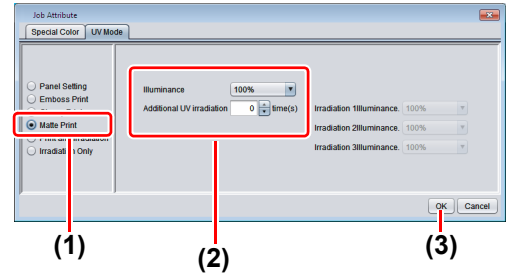 Job Attribute
Special Color UV Mode
Panel Setting
Emboss Print
Matte Print
Irradiation Only
Illuminance 100%
Additional UV irradiation 0 time(s)
Irradiation 1Illuminance. 100%
Irradiation 2Illuminance. 100%
Irradiation 3Illuminance. 100%
OK Cancel
(1)
(2)
(3)